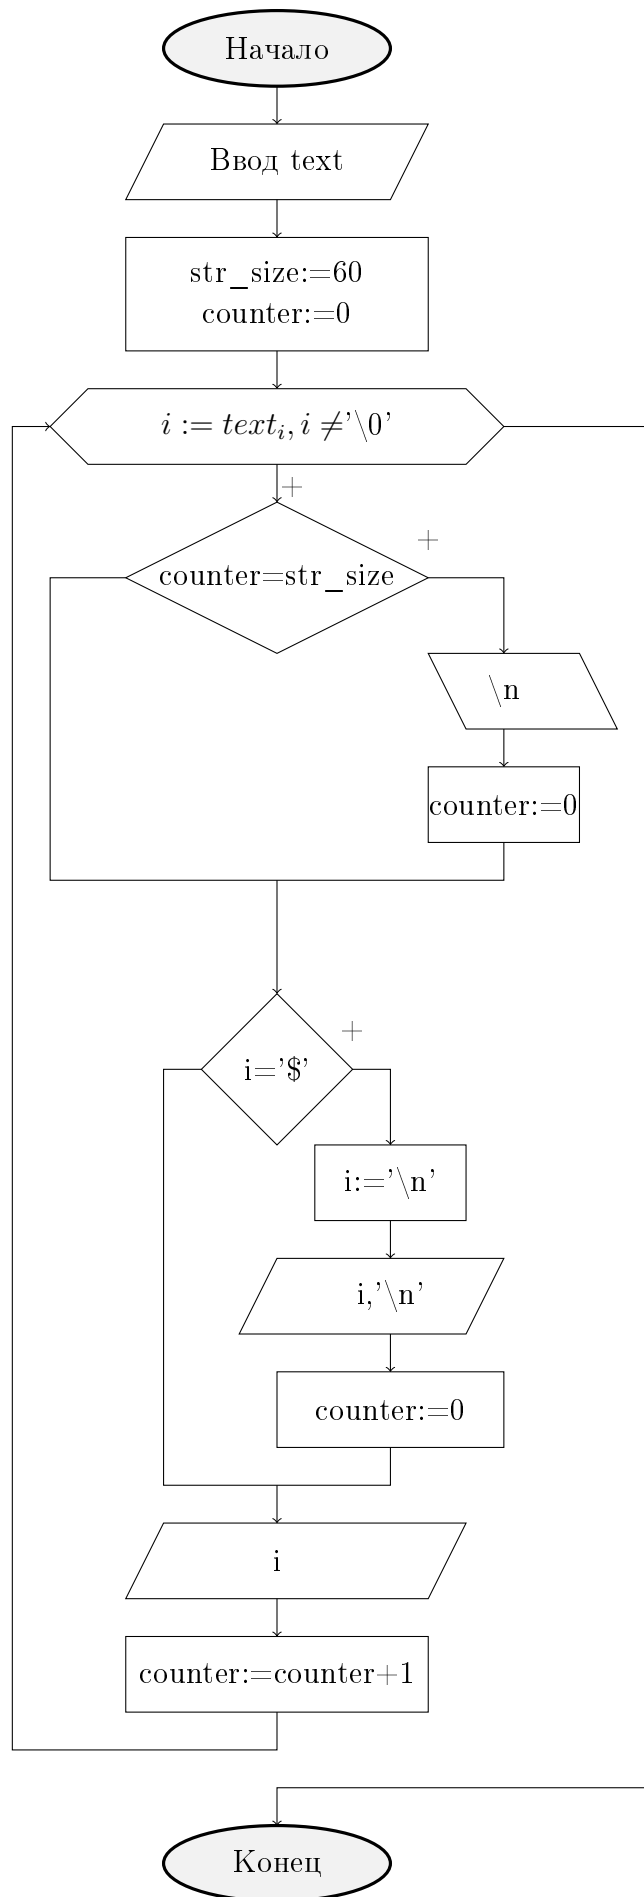 Начало
Ввод text
str_size:=60
counter:=0
i := text_i, i ≠'\0'
+
+
counter=str_size
\n
counter:=0
+
i='$'
i:='\n'
i,'\n'
counter:=0
i
counter:=counter+1
Конец